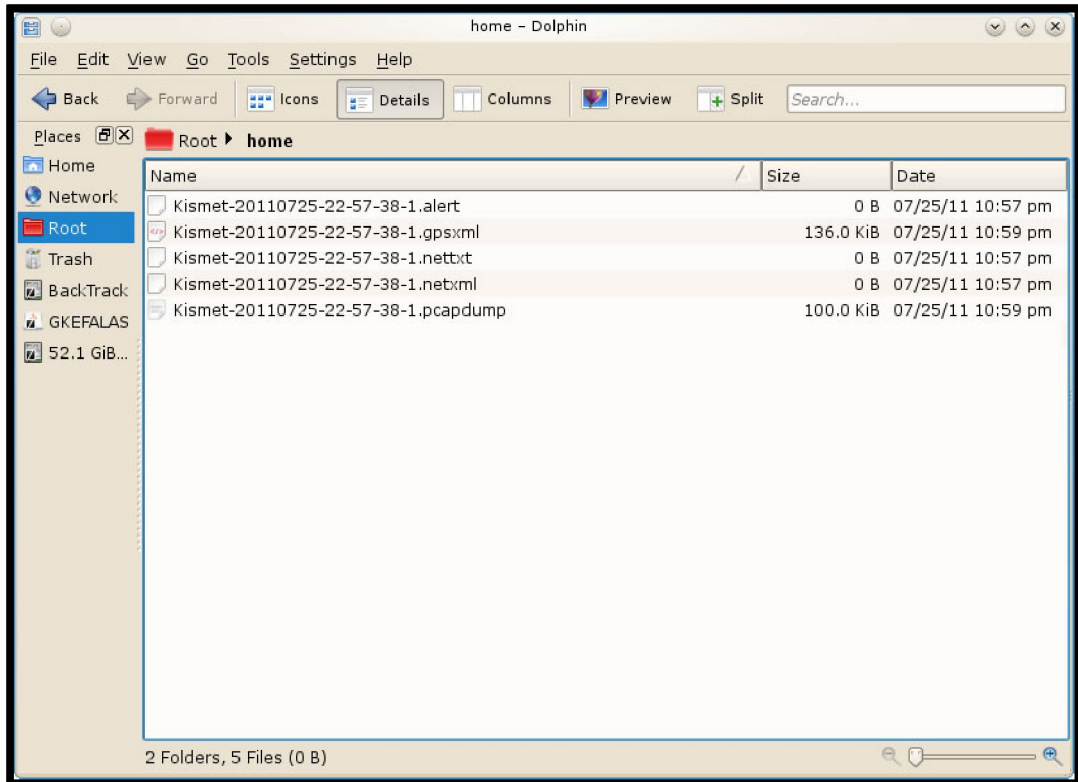 home – Dolphin
File Edit View Go Tools Settings Help
Back Forward Icons Details Columns Preview Split Search...
Places
Root home
Home
Network
Root
Trash
BackTrack
GKEFALAS
52.1 GiB...
Name Size Date
Kismet-20110725-22-57-38-1.alert 0 B 07/25/11 10:57 pm
Kismet-20110725-22-57-38-1.gpsxml 136.0 KiB 07/25/11 10:59 pm
Kismet-20110725-22-57-38-1.nettxt 0 B 07/25/11 10:57 pm
Kismet-20110725-22-57-38-1.netxml 0 B 07/25/11 10:57 pm
Kismet-20110725-22-57-38-1.pcapdump 100.0 KiB 07/25/11 10:59 pm
2 Folders, 5 Files (0 B)